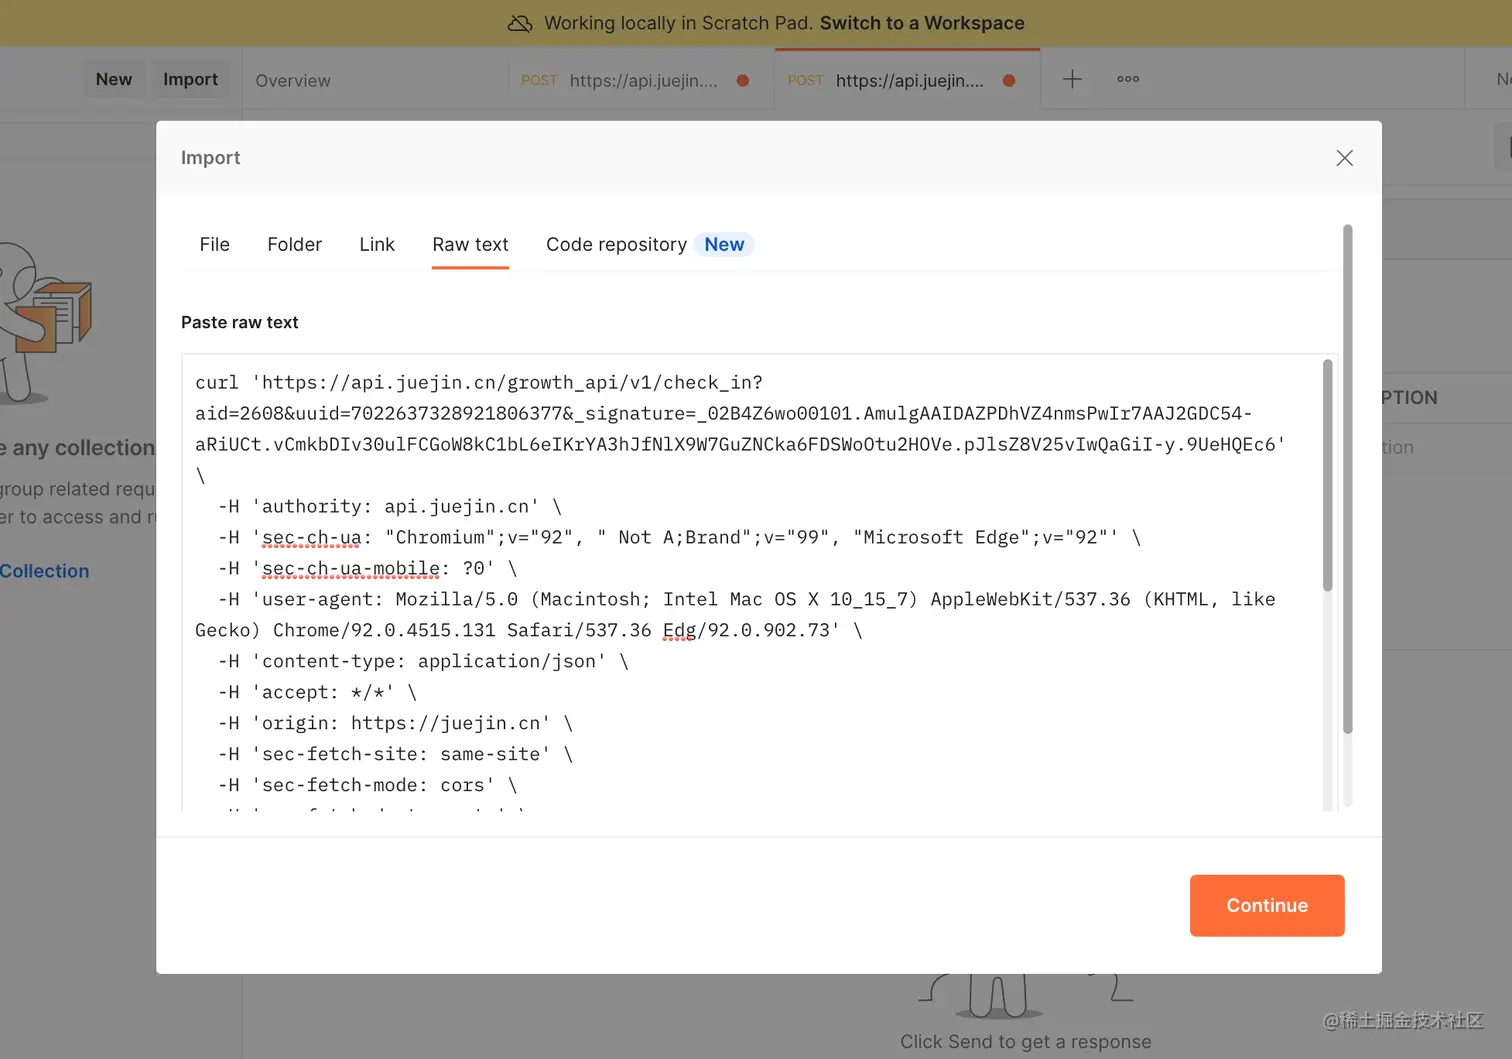 Working locally in Scratch Pad. Switch to a Workspace
New Import Overview POST https://api.juejin.... POST https://api.juejin.... ooo
Import
File Folder Link Raw text Code repository New
Paste raw text
curl 'https://api.juejin.cn/growth_api/v1/check_in?
aid=2608&uuid=7022637328921806377&_signature=_02B4Z6wo00101.AmulgAAIDAZPDhVZ4nmsPwIr7AAJ2GDC54-
aRiUCt.vCmkbDIv30ulFCGoW8kC1bL6eIKrYA3hJfNlX9W7GuZNCka6FDSWoOtu2HOVe.pJlsZ8V25vIwQaGiI-y.9UeHQEc6'
\
-H 'authority: api.juejin.cn' \
-H 'sec-ch-ua: "Chromium";v="92", " Not A;Brand";v="99", "Microsoft Edge";v="92"' \
-H 'sec-ch-ua-mobile: ?0' \
-H 'user-agent: Mozilla/5.0 (Macintosh; Intel Mac OS X 10_15_7) AppleWebKit/537.36 (KHTML, like
Gecko) Chrome/92.0.4515.131 Safari/537.36 Edg/92.0.902.73' \
-H 'content-type: application/json' \
-H 'accept: */*' \
-H 'origin: https://juejin.cn' \
-H 'sec-fetch-site: same-site' \
-H 'sec-fetch-mode: cors' \
Continue
e any collection
group related requ
er to access and r
Collection
PTION
tion
Click Send to get a response
@稀土掘金技术社区